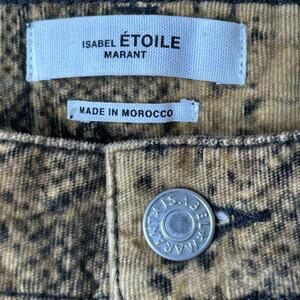 ISABEL ÉTOILE
MARANT
MADE IN MOROCCO
ISABEL MARANT